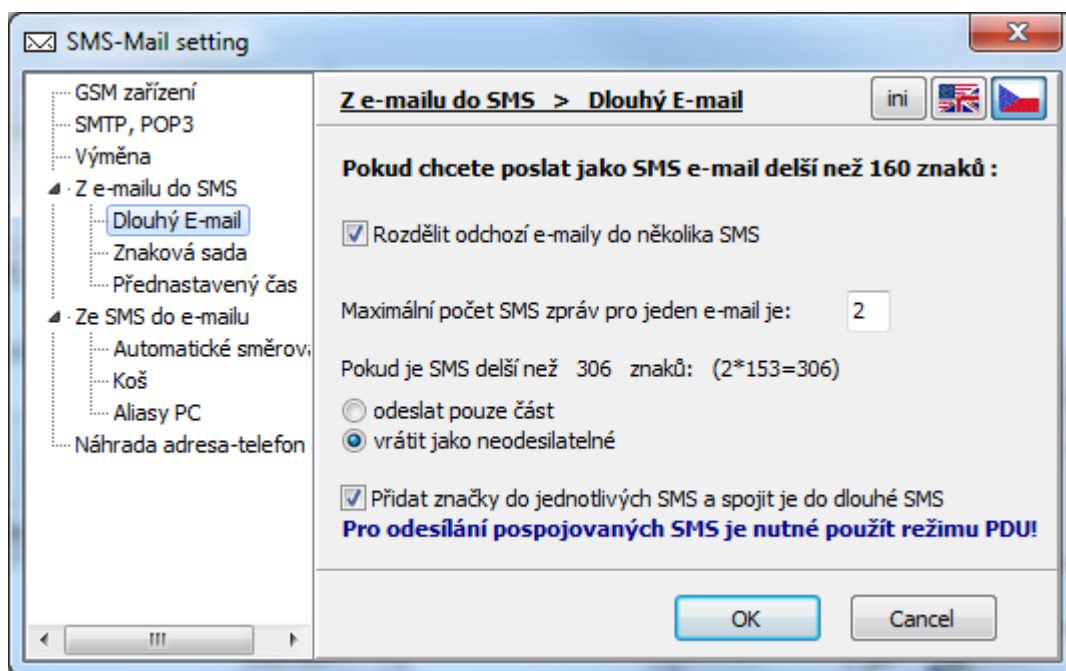 SMS-Mail setting
GSM zařízení
SMTP, POP3
Výměna
Z e-mailu do SMS
Dlouhý E-mail
Znaková sada
Přednastavený čas
Ze SMS do e-mailu
Automatické směrov
Koš
Aliasy PC
Náhrada adresa-telefon
Z e-mailu do SMS > Dlouhý E-mail
ini
Pokud chcete poslat jako SMS e-mail delší než 160 znaků :
Rozdělit odchozí e-maily do několika SMS
Maximální počet SMS zpráv pro jeden e-mail je: 2
Pokud je SMS delší než 306 znaků: (2*153=306)
odeslat pouze část
vrátit jako neodesilatelné
Přidat značky do jednotlivých SMS a spojit je do dlouhé SMS
Pro odesílání pospojovaných SMS je nutné použít režimu PDU!
OK
Cancel